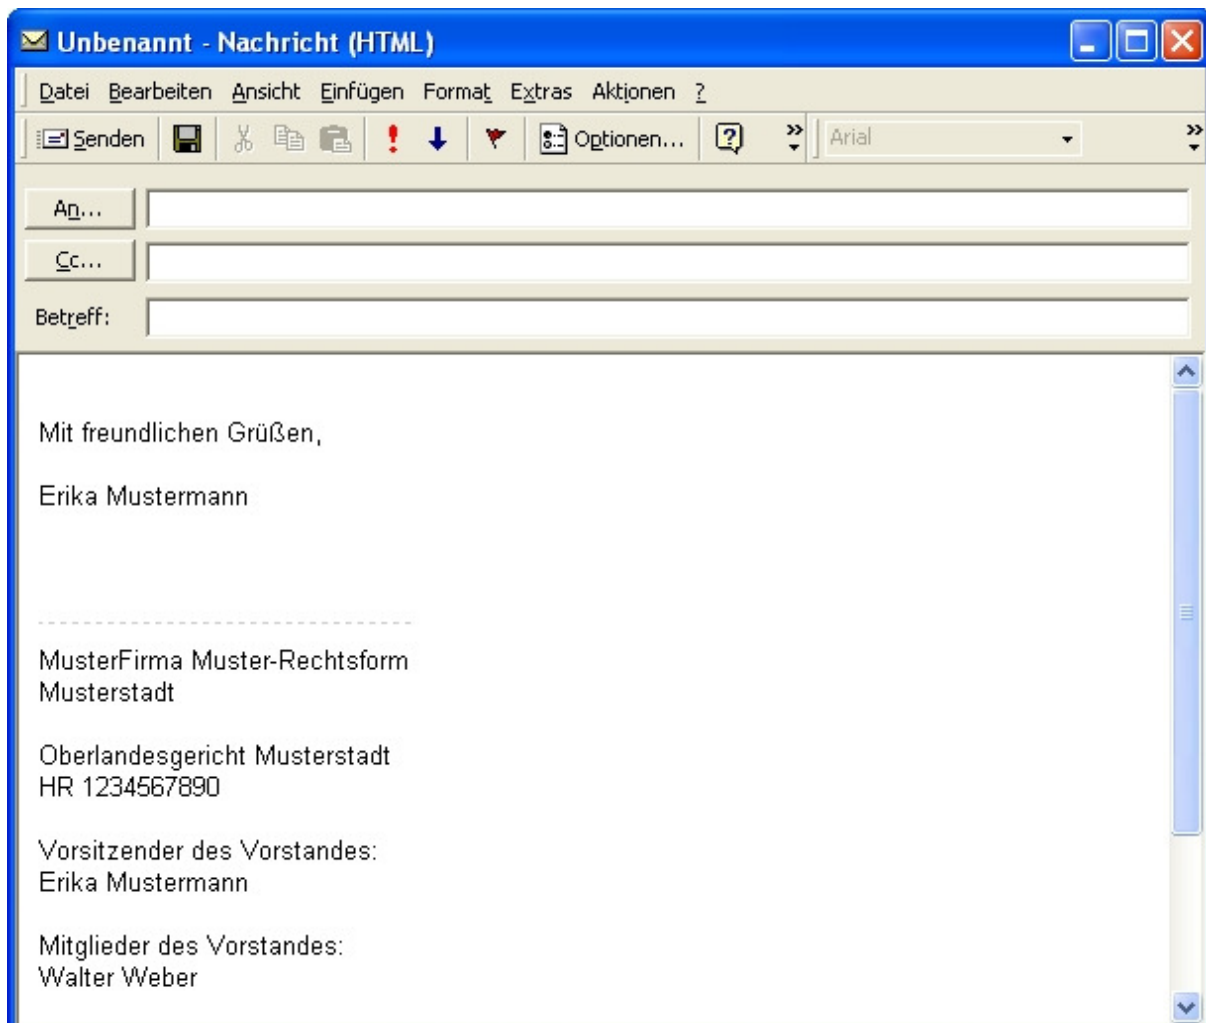 Unbenannt - Nachricht (HTML)
Datei Bearbeiten Ansicht Einfügen Format Extras Aktionen ?
Senden Optionen... Arial
An...
Cc...
Betreff:
Mit freundlichen Grüßen,
Erika Mustermann
---------------------------------
MusterFirma Muster-Rechtsform
Musterstadt
Oberlandesgericht Musterstadt
HR 1234567890
Vorsitzender des Vorstandes:
Erika Mustermann
Mitglieder des Vorstandes:
Walter Weber